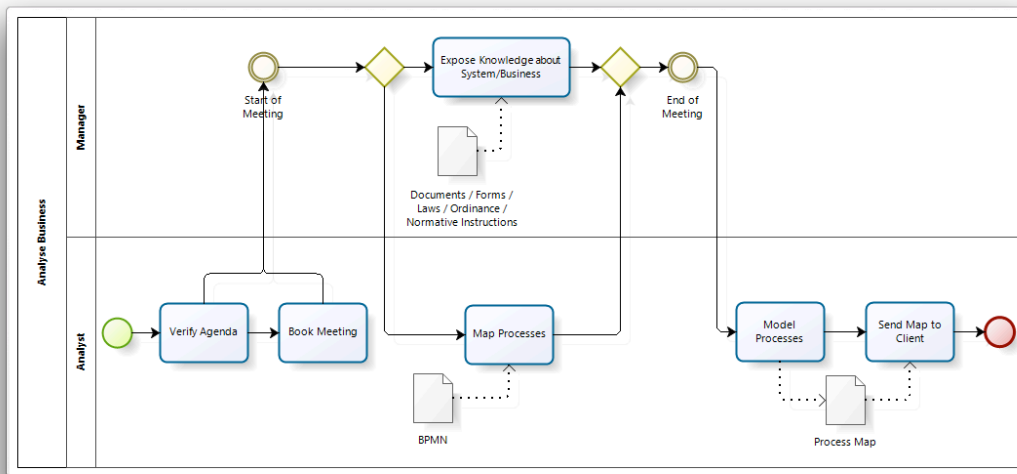 Analyse Business
Manager
Start of
Meeting
Expose Knowledge about
System/Business
End of
Meeting
Documents / Forms /
Laws / Ordinance /
Normative Instructions
Analyst
Verify Agenda
Book Meeting
Map Processes
BPMN
Model
Processes
Send Map to
Client
Process Map